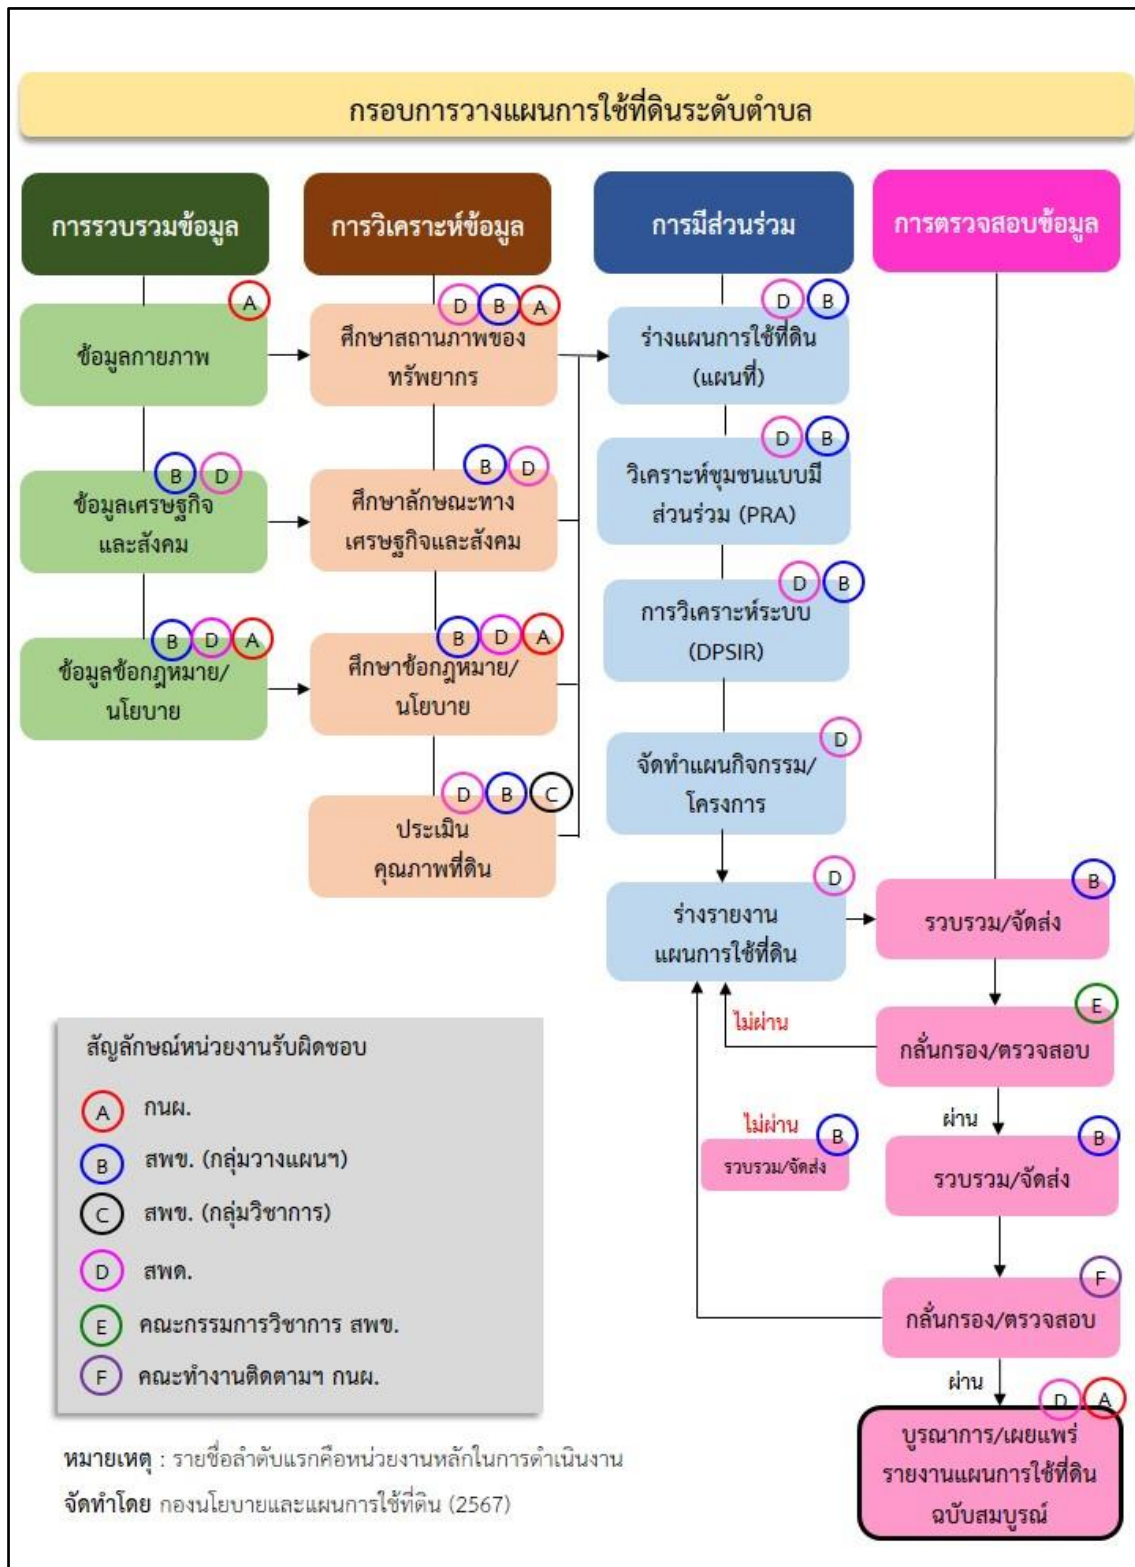 กรอบการวางแผนการใช้ที่ดินระดับตำบล
การรวบรวมข้อมูล
การวิเคราะห์ข้อมูล
การมีส่วนร่วม
การตรวจสอบข้อมูล
A
ข้อมูลกายภาพ
B D
ข้อมูลเศรษฐกิจ
และสังคม
B D A
ข้อมูลข้อกฎหมาย/
นโยบาย
D B A
ศึกษาสถานภาพของ
ทรัพยากร
B D
ศึกษาลักษณะทาง
เศรษฐกิจและสังคม
B D A
ศึกษาข้อกฎหมาย/
นโยบาย
D B C
ประเมิน
คุณภาพที่ดิน
D B
ร่างแผนการใช้ที่ดิน
(แผนที่)
D B
วิเคราะห์ชุมชนแบบมี
ส่วนร่วม (PRA)
D B
การวิเคราะห์ระบบ
(DPSIR)
D
จัดทำแผนกิจกรรม/
โครงการ
D
ร่างรายงาน
แผนการใช้ที่ดิน
B
รวบรวม/จัดส่ง
E
กลั่นกรอง/ตรวจสอบ
ไม่ผ่าน
ผ่าน
B
รวบรวม/จัดส่ง
ไม่ผ่าน
B
รวบรวม/จัดส่ง
F
กลั่นกรอง/ตรวจสอบ
ผ่าน
D A
บูรณาการ/เผยแพร่
รายงานแผนการใช้ที่ดิน
ฉบับสมบูรณ์
สัญลักษณ์หน่วยงานรับผิดชอบ
A กนผ.
B สพข. (กลุ่มวางแผนฯ)
C สพข. (กลุ่มวิชาการ)
D สพด.
E คณะกรรมการวิชาการ สพข.
F คณะทำงานติดตามฯ กนผ.
หมายเหตุ : รายชื่อลำดับแรกคือหน่วยงานหลักในการดำเนินงาน
จัดทำโดย กองนโยบายและแผนการใช้ที่ดิน (2567)